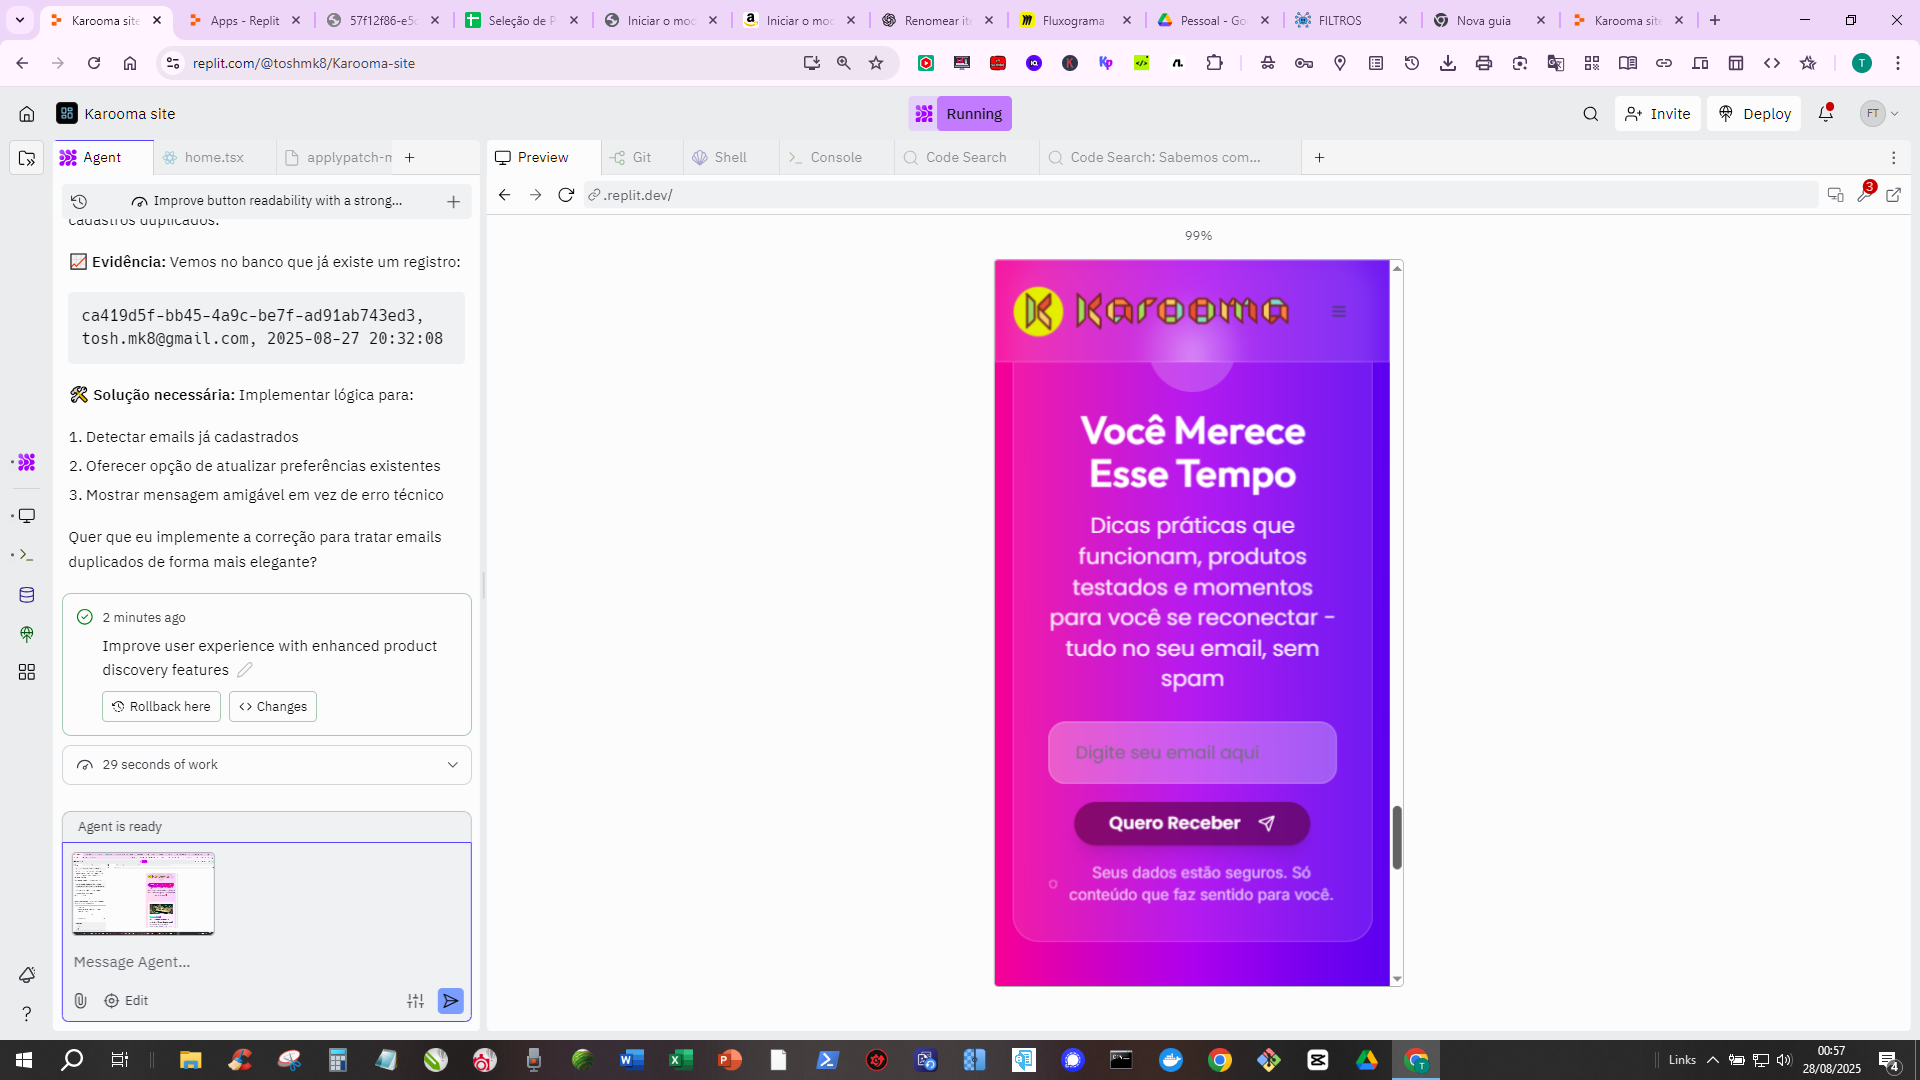 Karooma site
Apps - Replit
57f12f86-e5c
Seleção de P
Iniciar o moc
Iniciar o moc
Renomear ite
Fluxograma
Pessoal - Go
FILTROS
Nova guia
Karooma site
replit.com/@toshmk8/Karooma-site
T
Karooma site
Running
Invite
Deploy
FT
Agent
home.tsx
applypatch-m
Preview
Git
Shell
Console
Code Search
Code Search: Sabemos com...
Improve button readability with a strong...
.replit.dev/
3
cadastros duplicados.
99%
Evidência: Vemos no banco que já existe um registro:
ca419d5f-bb45-4a9c-be7f-ad91ab743ed3,
tosh.mk8@gmail.com, 2025-08-27 20:32:08
Solução necessária: Implementar lógica para:
1. Detectar emails já cadastrados
2. Oferecer opção de atualizar preferências existentes
3. Mostrar mensagem amigável em vez de erro técnico
Quer que eu implemente a correção para tratar emails
duplicados de forma mais elegante?
2 minutes ago
Improve user experience with enhanced product
discovery features
Rollback here
Changes
29 seconds of work
Agent is ready
Message Agent...
Edit
Karooma
Você Merece
Esse Tempo
Dicas práticas que
funcionam, produtos
testados e momentos
para você se reconectar -
tudo no seu email, sem
spam
Digite seu email aqui
Quero Receber
Seus dados estão seguros. Só
conteúdo que faz sentido para você.
Links
00:57
28/08/2025
4